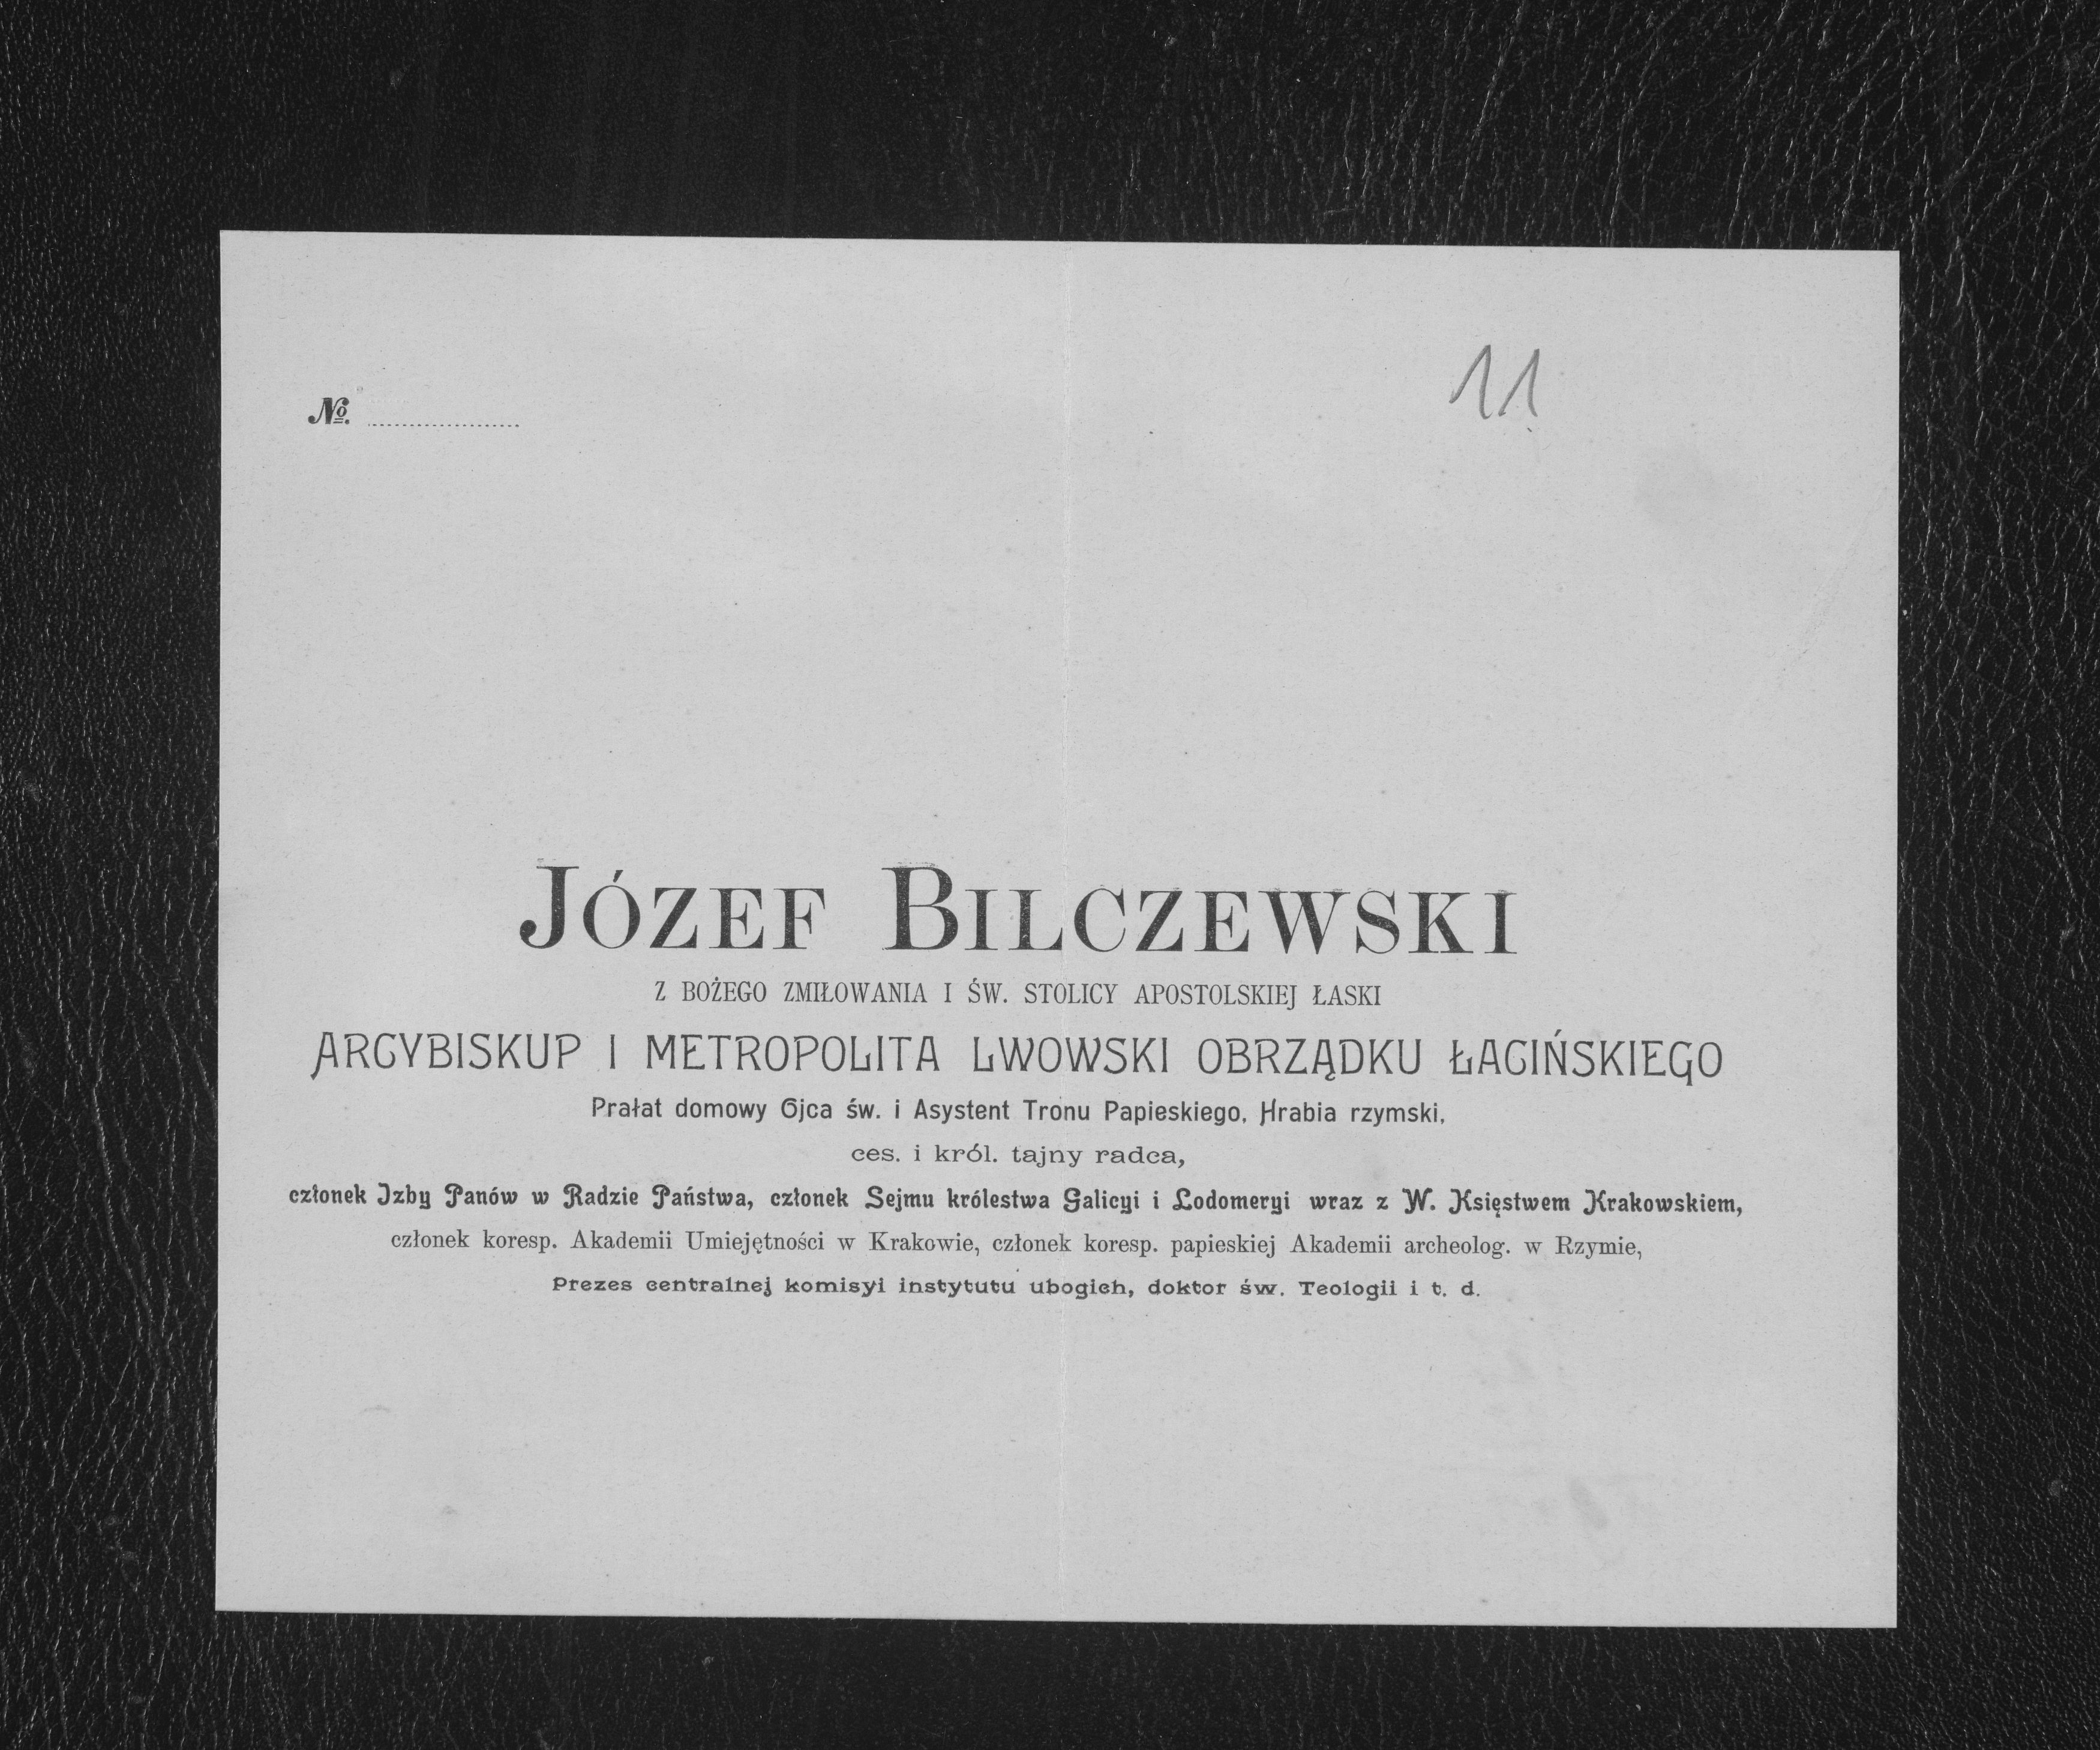 №. ....................
11
JÓZEF BILCZEWSKI
Z BOŻEGO ZMIŁOWANIA I ŚW. STOLICY APOSTOLSKIEJ ŁASKI
ARCYBISKUP I METROPOLITA LWOWSKI OBRZĄDKU ŁACIŃSKIEGO
Prałat domowy Ojca św. i Asystent Tronu Papieskiego, Hrabia rzymski,
ces. i król. tajny radca,
członek Izby Panów w Radzie Państwa, członek Sejmu królestwa Galicyi i Lodomeryi wraz z W. Księstwem Krakowskiem,
członek koresp. Akademii Umiejętności w Krakowie, członek koresp. papieskiej Akademii archeolog. w Rzymie,
Prezes centralnej komisyi instytutu ubogich, doktor św. Teologii i t. d.